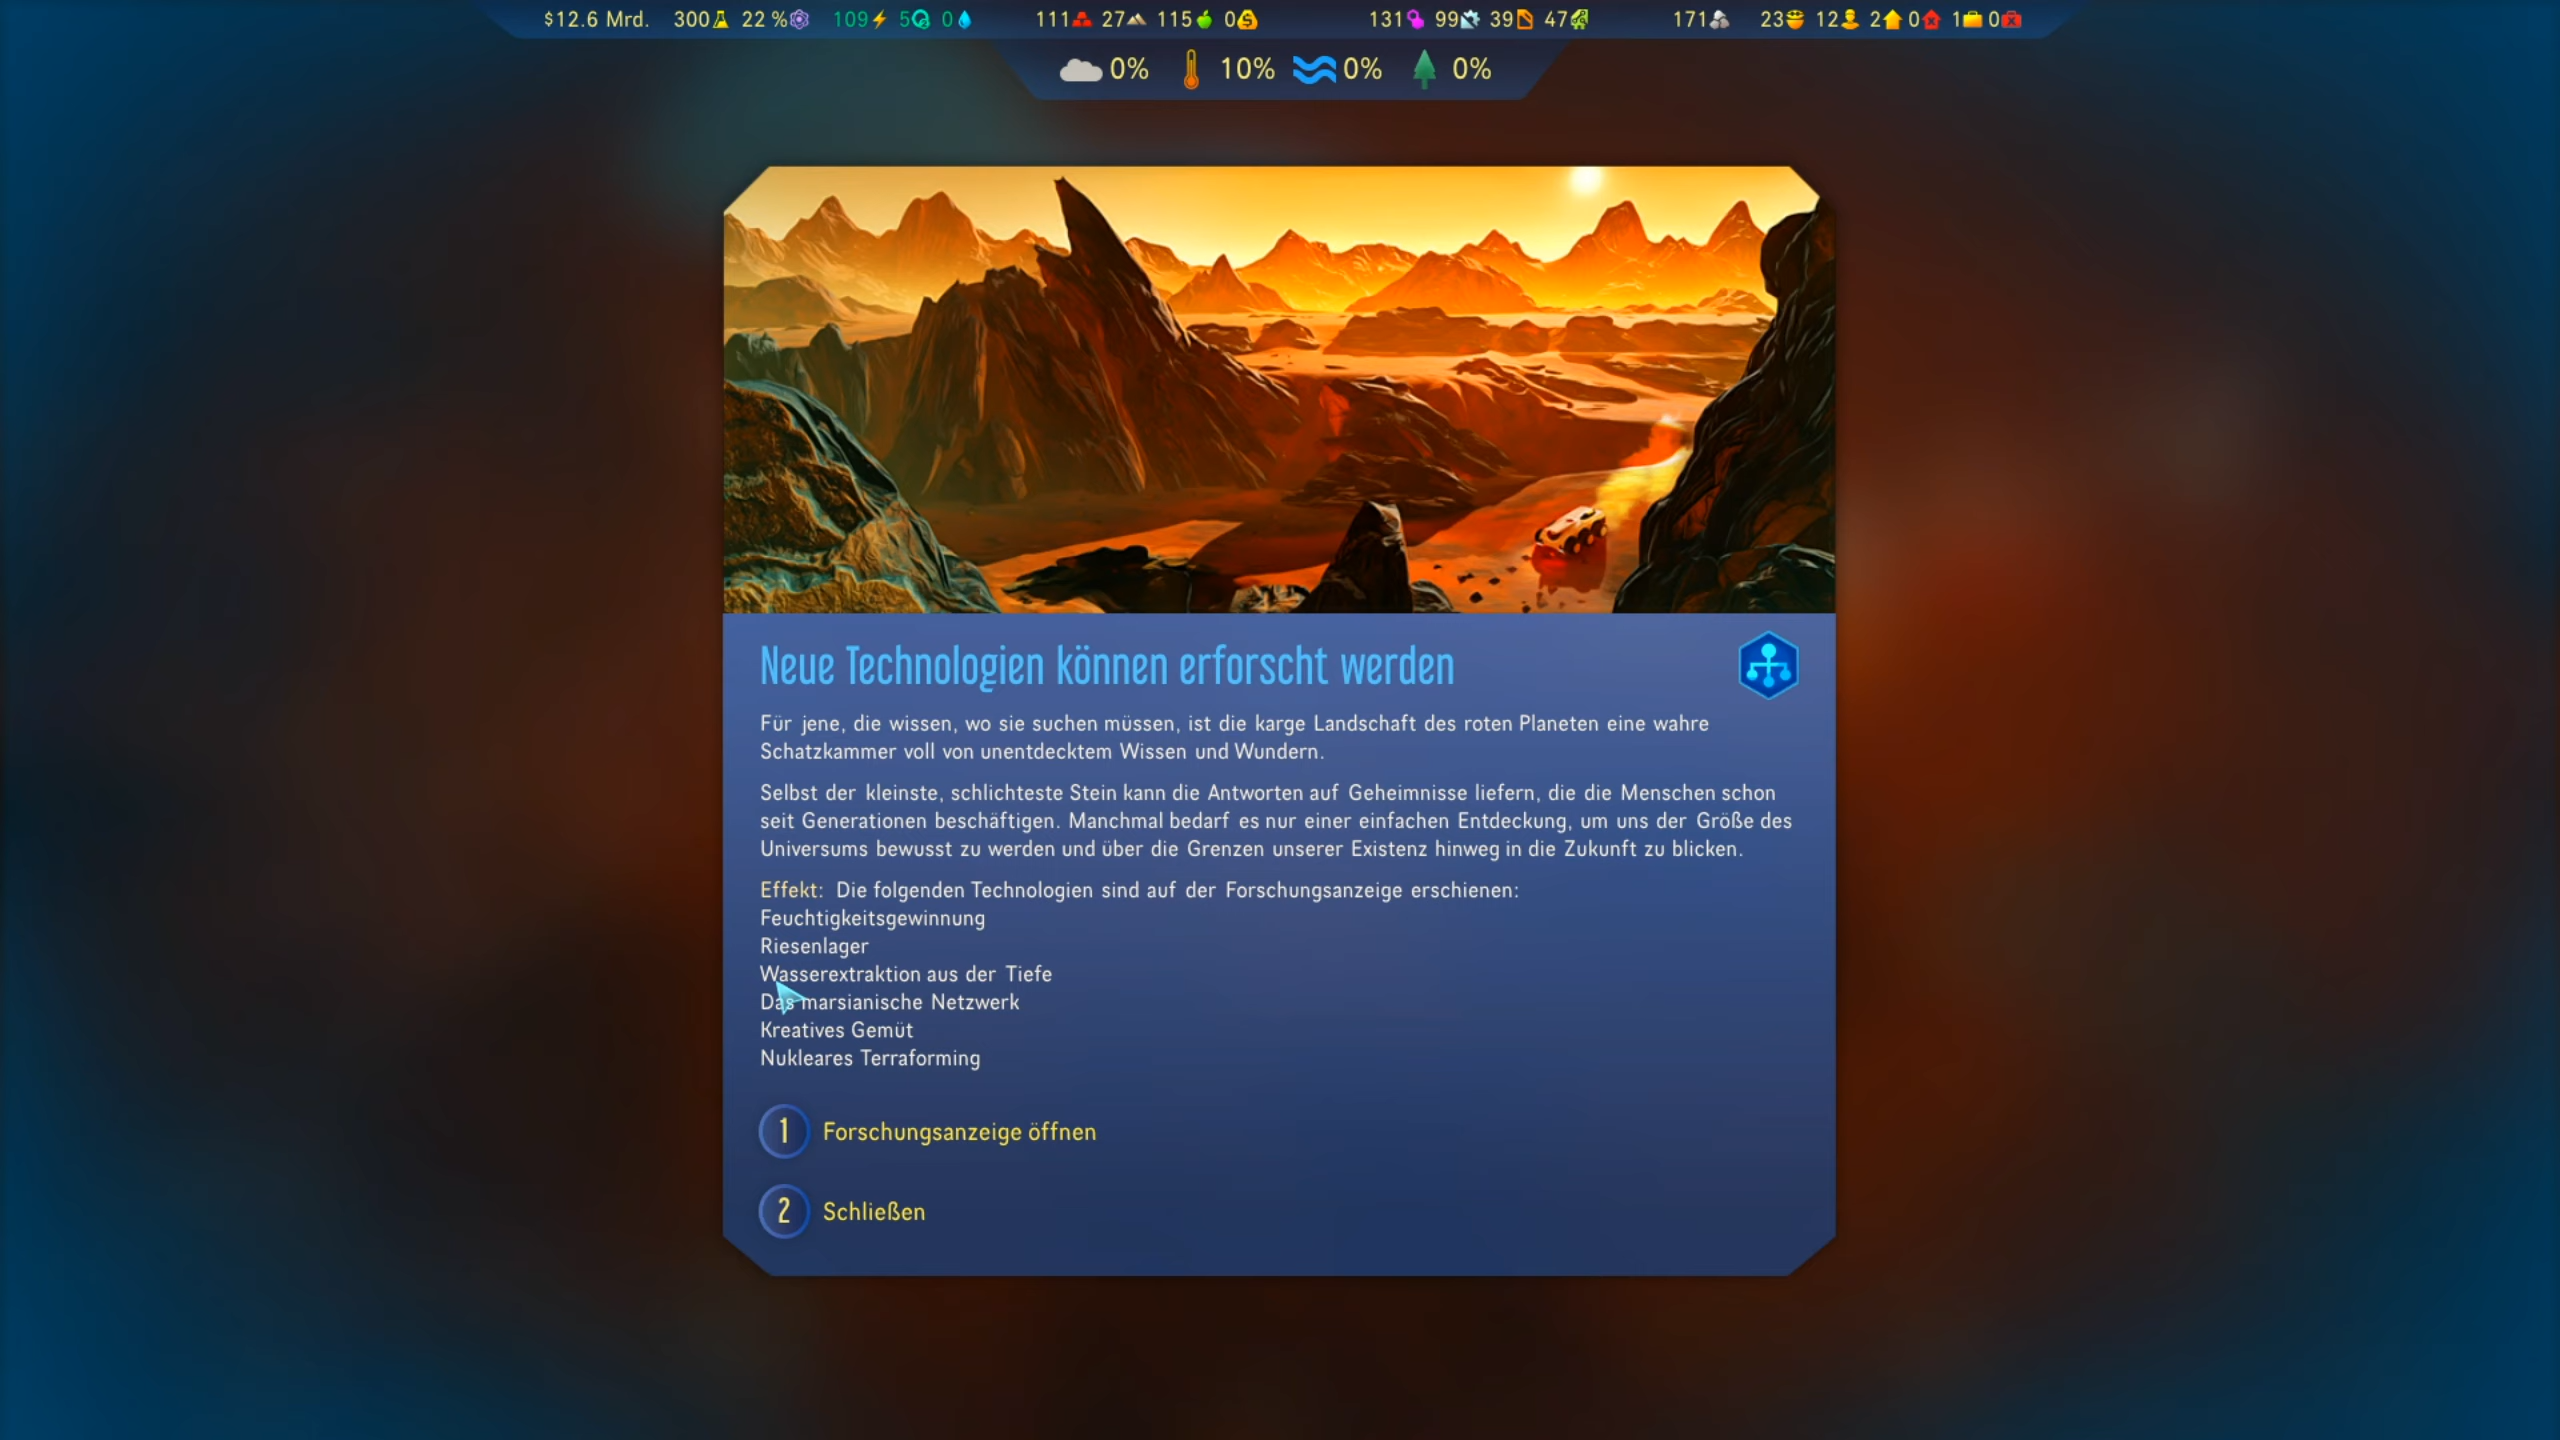 $12.6 Mrd. 300 22 % 109 5 0 111 27 115 0 131 99 39 47 171 23 12 2 0 1 0
0% 10% 0% 0%
Neue Technologien können erforscht werden
Für jene, die wissen, wo sie suchen müssen, ist die karge Landschaft des roten Planeten eine wahre
Schatzkammer voll von unentdecktem Wissen und Wundern.
Selbst der kleinste, schlichteste Stein kann die Antworten auf Geheimnisse liefern, die die Menschen schon
seit Generationen beschäftigen. Manchmal bedarf es nur einer einfachen Entdeckung, um uns der Größe des
Universums bewusst zu werden und über die Grenzen unserer Existenz hinweg in die Zukunft zu blicken.
Effekt: Die folgenden Technologien sind auf der Forschungsanzeige erschienen:
Feuchtigkeitsgewinnung
Riesenlager
Wasserextraktion aus der Tiefe
Das marsianische Netzwerk
Kreatives Gemüt
Nukleares Terraforming
1 Forschungsanzeige öffnen
2 Schließen